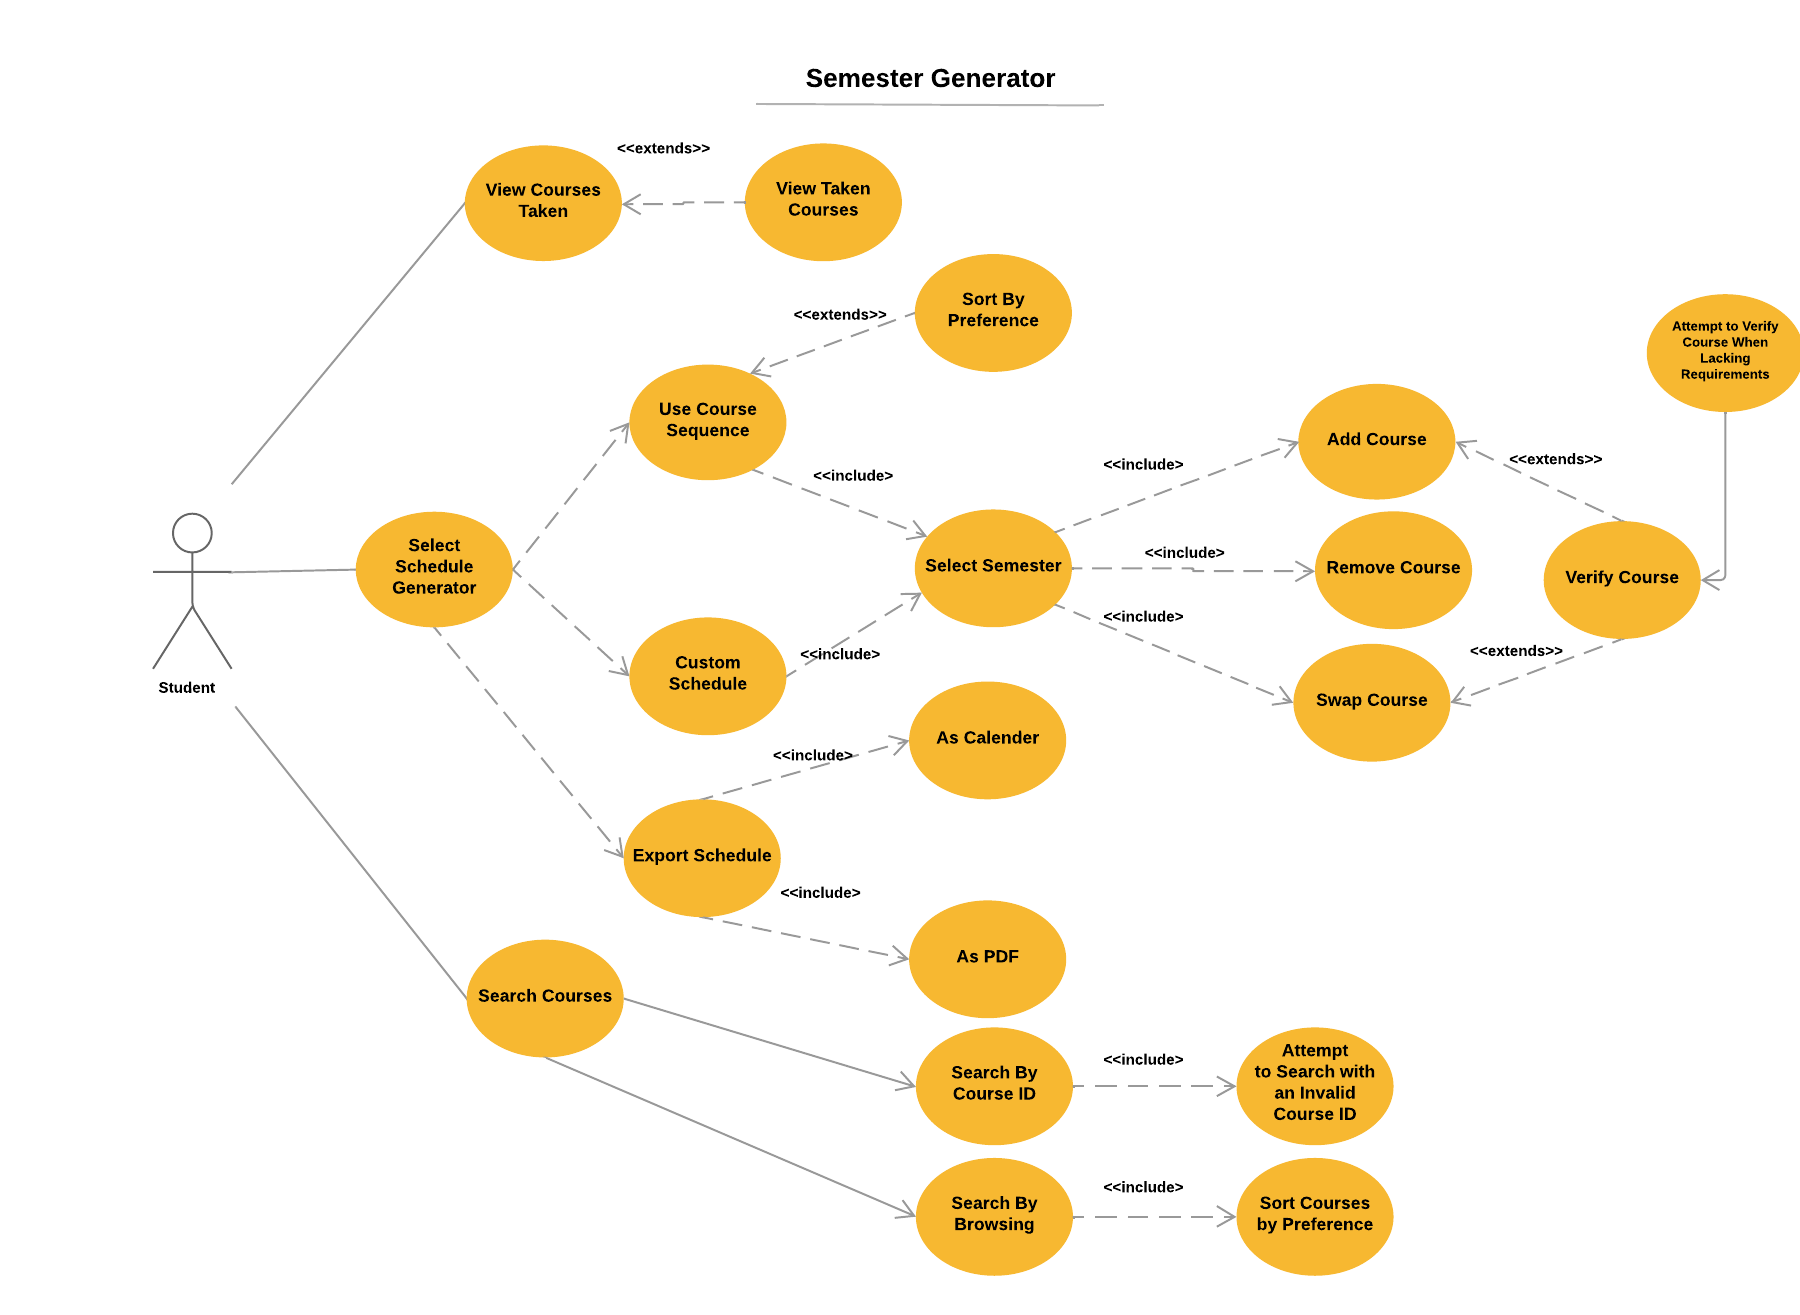 Semester Generator
<<extends>>
View Courses
Taken
View Taken
Courses
Sort By
Preference
<<extends>>
Attempt to Verify
Course When
Lacking
Requirements
Use Course
Sequence
Add Course
<<include>
<<extends>>
<<include>
Select
Schedule
Generator
Select Semester
<<include>
Remove Course
Verify Course
<<include>
<<include>
<<extends>>
Custom
Schedule
Student
Swap Course
As Calender
<<include>
Export Schedule
<<include>
As PDF
Search Courses
Search By
Course ID
<<include>
Attempt
to Search with
an Invalid
Course ID
Search By
Browsing
<<include>
Sort Courses
by Preference